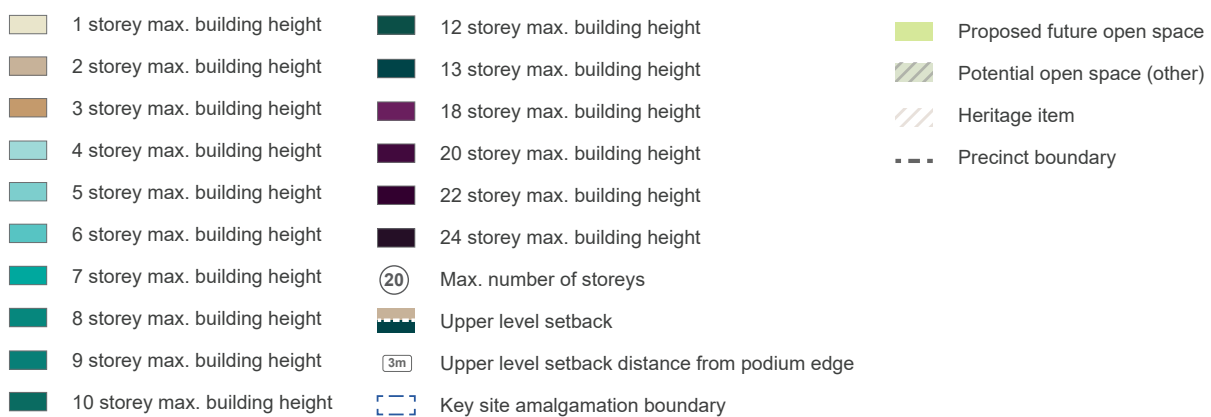 1 storey max. building height
2 storey max. building height
3 storey max. building height
4 storey max. building height
5 storey max. building height
6 storey max. building height
7 storey max. building height
8 storey max. building height
9 storey max. building height
10 storey max. building height
12 storey max. building height
13 storey max. building height
18 storey max. building height
20 storey max. building height
22 storey max. building height
24 storey max. building height
20 Max. number of storeys
Upper level setback
3m Upper level setback distance from podium edge
Key site amalgamation boundary
Proposed future open space
Potential open space (other)
Heritage item
Precinct boundary